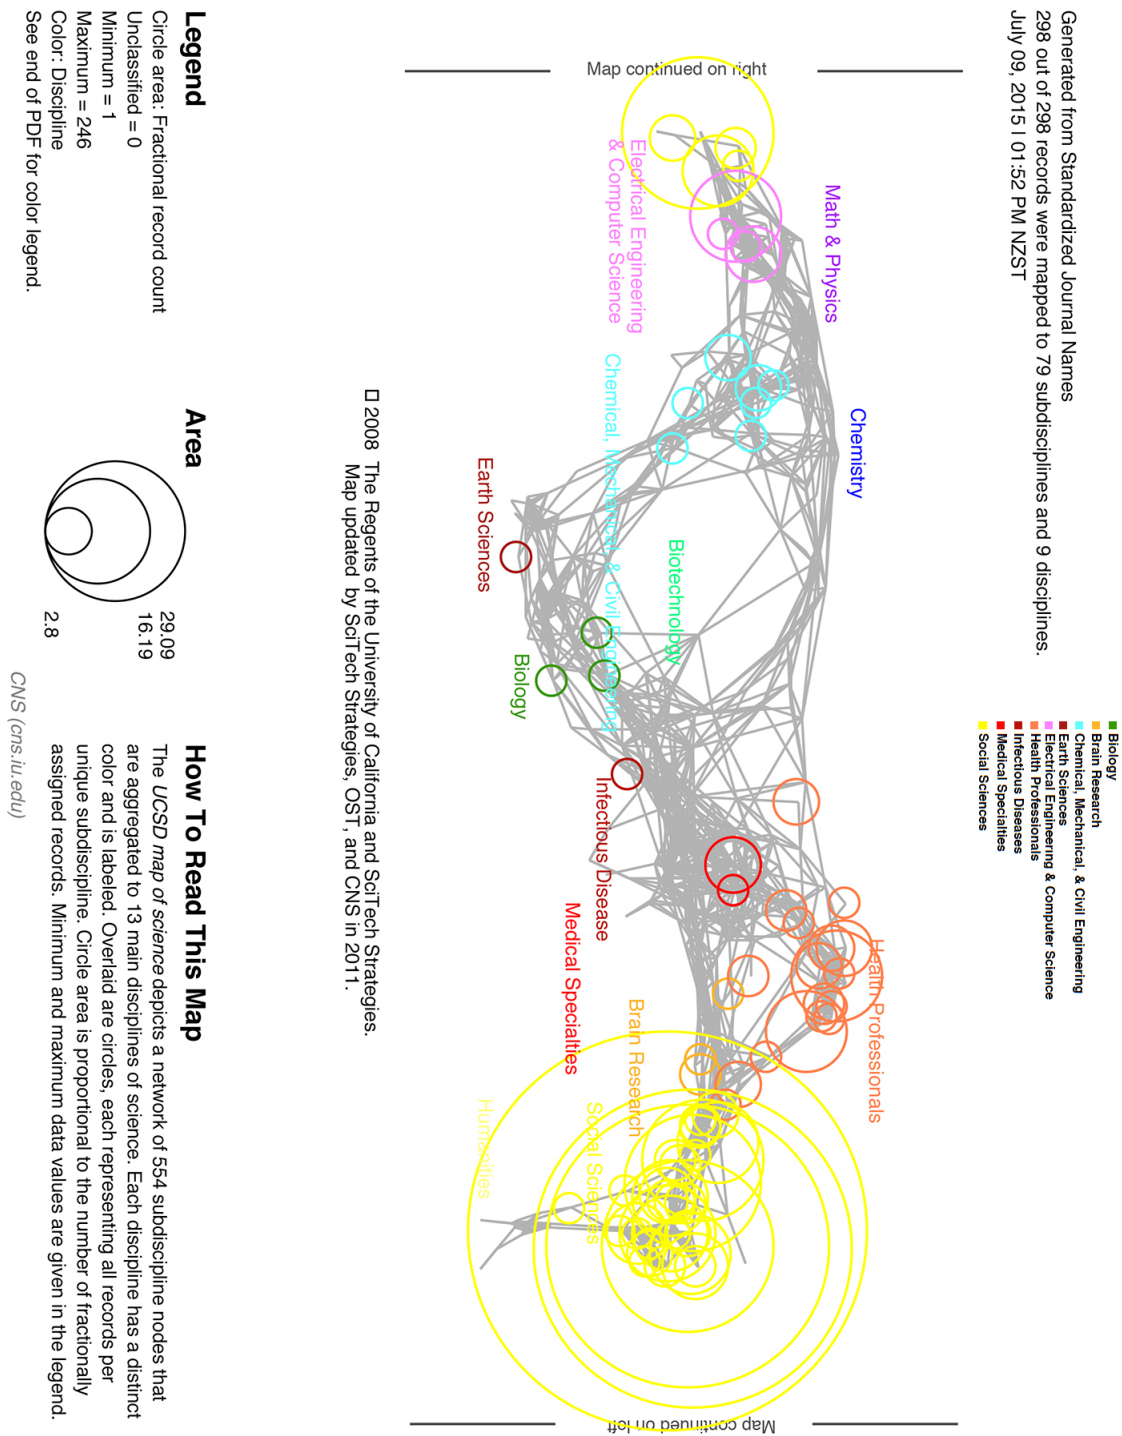 Generated from Standardized Journal Names
298 out of 298 records were mapped to 79 subdisciplines and 9 disciplines.
July 09, 2015 I 01:52 PM NZST
Biology
Brain Research
Chemical, Mechanical, & Civil Engineering
Earth Sciences
Electrical Engineering & Computer Science
Health Professionals
Infectious Diseases
Medical Specialties
Social Sciences
Map continued on right
Map continued on left
Math & Physics
Chemistry
Health Professionals
Electrical Engineering
& Computer Science
Biotechnology
Chemical, Mechanical, & Civil Engineering
Brain Research
Infectious Disease
Social Sciences
Medical Specialties
Biology
Earth Sciences
Humanities
□ 2008 The Regents of the University of California and SciTech Strategies.
Map updated by SciTech Strategies, OST, and CNS in 2011.
Legend
Circle area: Fractional record count
Unclassified = 0
Minimum = 1
Maximum = 246
Color: Discipline
See end of PDF for color legend.
Area
29.09
16.19
2.8
How To Read This Map
The UCSD map of science depicts a network of 554 subdiscipline nodes that
are aggregated to 13 main disciplines of science. Each discipline has a distinct
color and is labeled. Overlaid are circles, each representing all records per
unique subdiscipline. Circle area is proportional to the number of fractionally
assigned records. Minimum and maximum data values are given in the legend.
CNS (cns.iu.edu)